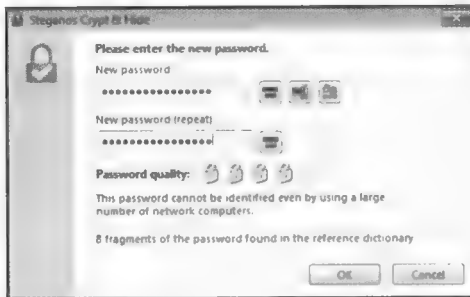 Steganos Crypt & Hide
Please enter the new password.
New password
••••••••••••••••
New password (repeat)
••••••••••••••••
Password quality:
This password cannot be identified even by using a large
number of network computers.
8 fragments of the password found in the reference dictionary
OK Cancel